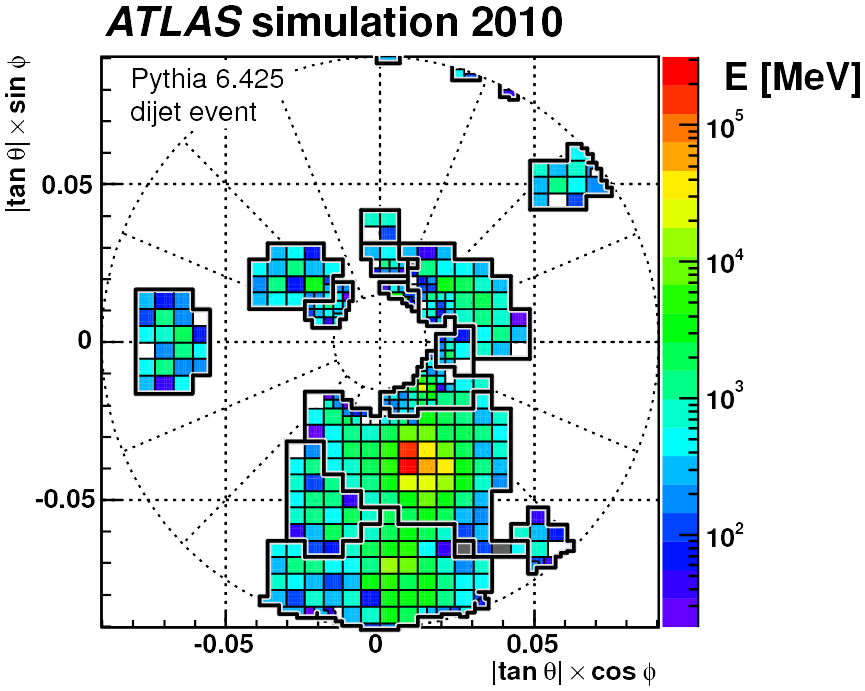 ATLAS simulation 2010
Pythia 6.425
dijet event
E [MeV]
|tan θ| × sin ϕ
0.05
0
-0.05
-0.05
0
0.05
|tan θ| × cos ϕ
10⁵
10⁴
10³
10²